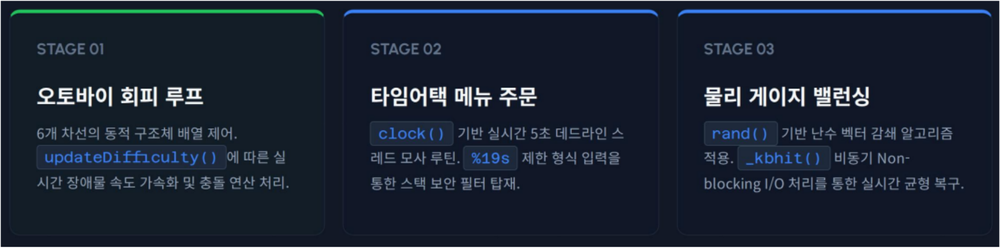 STAGE 01
오토바이 회피 루프
6개 차선의 동적 구조체 배열 제어.
updateDifficulty()에 따른 실
시간 장애물 속도 가속화 및 충돌 연산 처리.
STAGE 02
타임어택 메뉴 주문
clock() 기반 실시간 5초 데드라인 스
레드 모사 루틴. %19s 제한 형식 입력을
통한 스택 보안 필터 탑재.
STAGE 03
물리 게이지 밸런싱
rand() 기반 난수 벡터 감쇄 알고리즘
적용. _kbhit() 비동기 Non-
blocking I/O 처리를 통한 실시간 균형 복구.